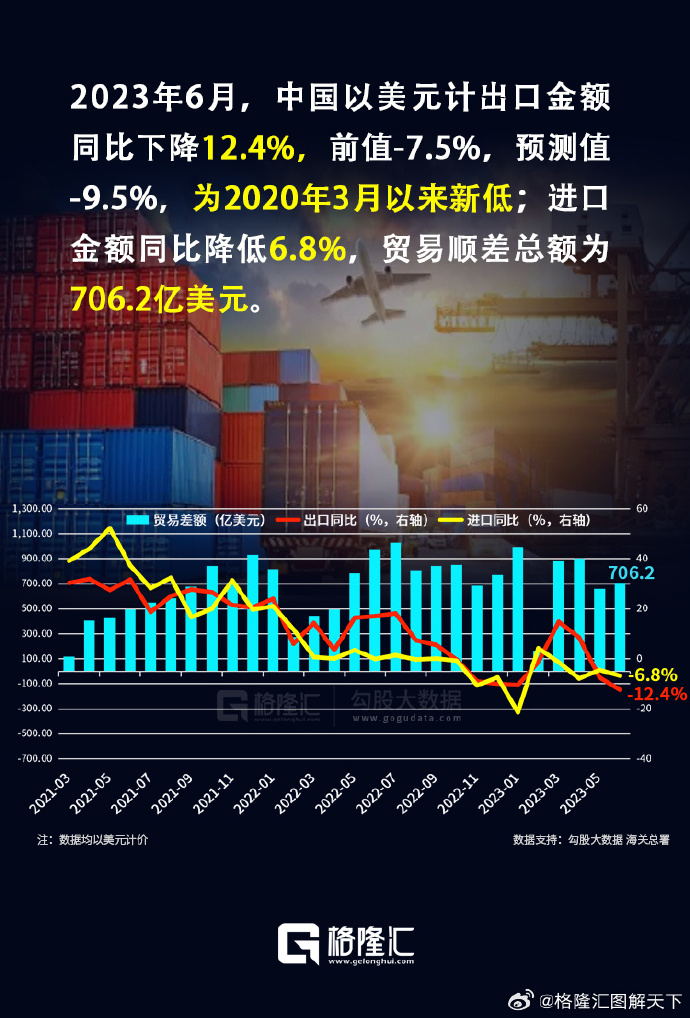 2023年6月，中国以美元计出口金额
同比下降12.4%，前值-7.5%，预测值
-9.5%，为2020年3月以来新低；进口
金额同比降低6.8%，贸易顺差总额为
706.2亿美元。
贸易差额（亿美元） 出口同比（%，右轴） 进口同比（%，右轴）
1,300.00
1,100.00
900.00
700.00
500.00
300.00
100.00
-100.00
-300.00
-500.00
-700.00
60
40
20
0
-20
-40
706.2
-6.8%
-12.4%
格隆汇 勾股大数据
www.gelonghui.com www.gogudata.com
2021-03 2021-05 2021-07 2021-09 2021-11 2022-01 2022-03 2022-05 2022-07 2022-09 2022-11 2023-01 2023-03 2023-05
注：数据均以美元计价 数据支持：勾股大数据 海关总署
格隆汇
www.gelonghui.com
@格隆汇图解天下